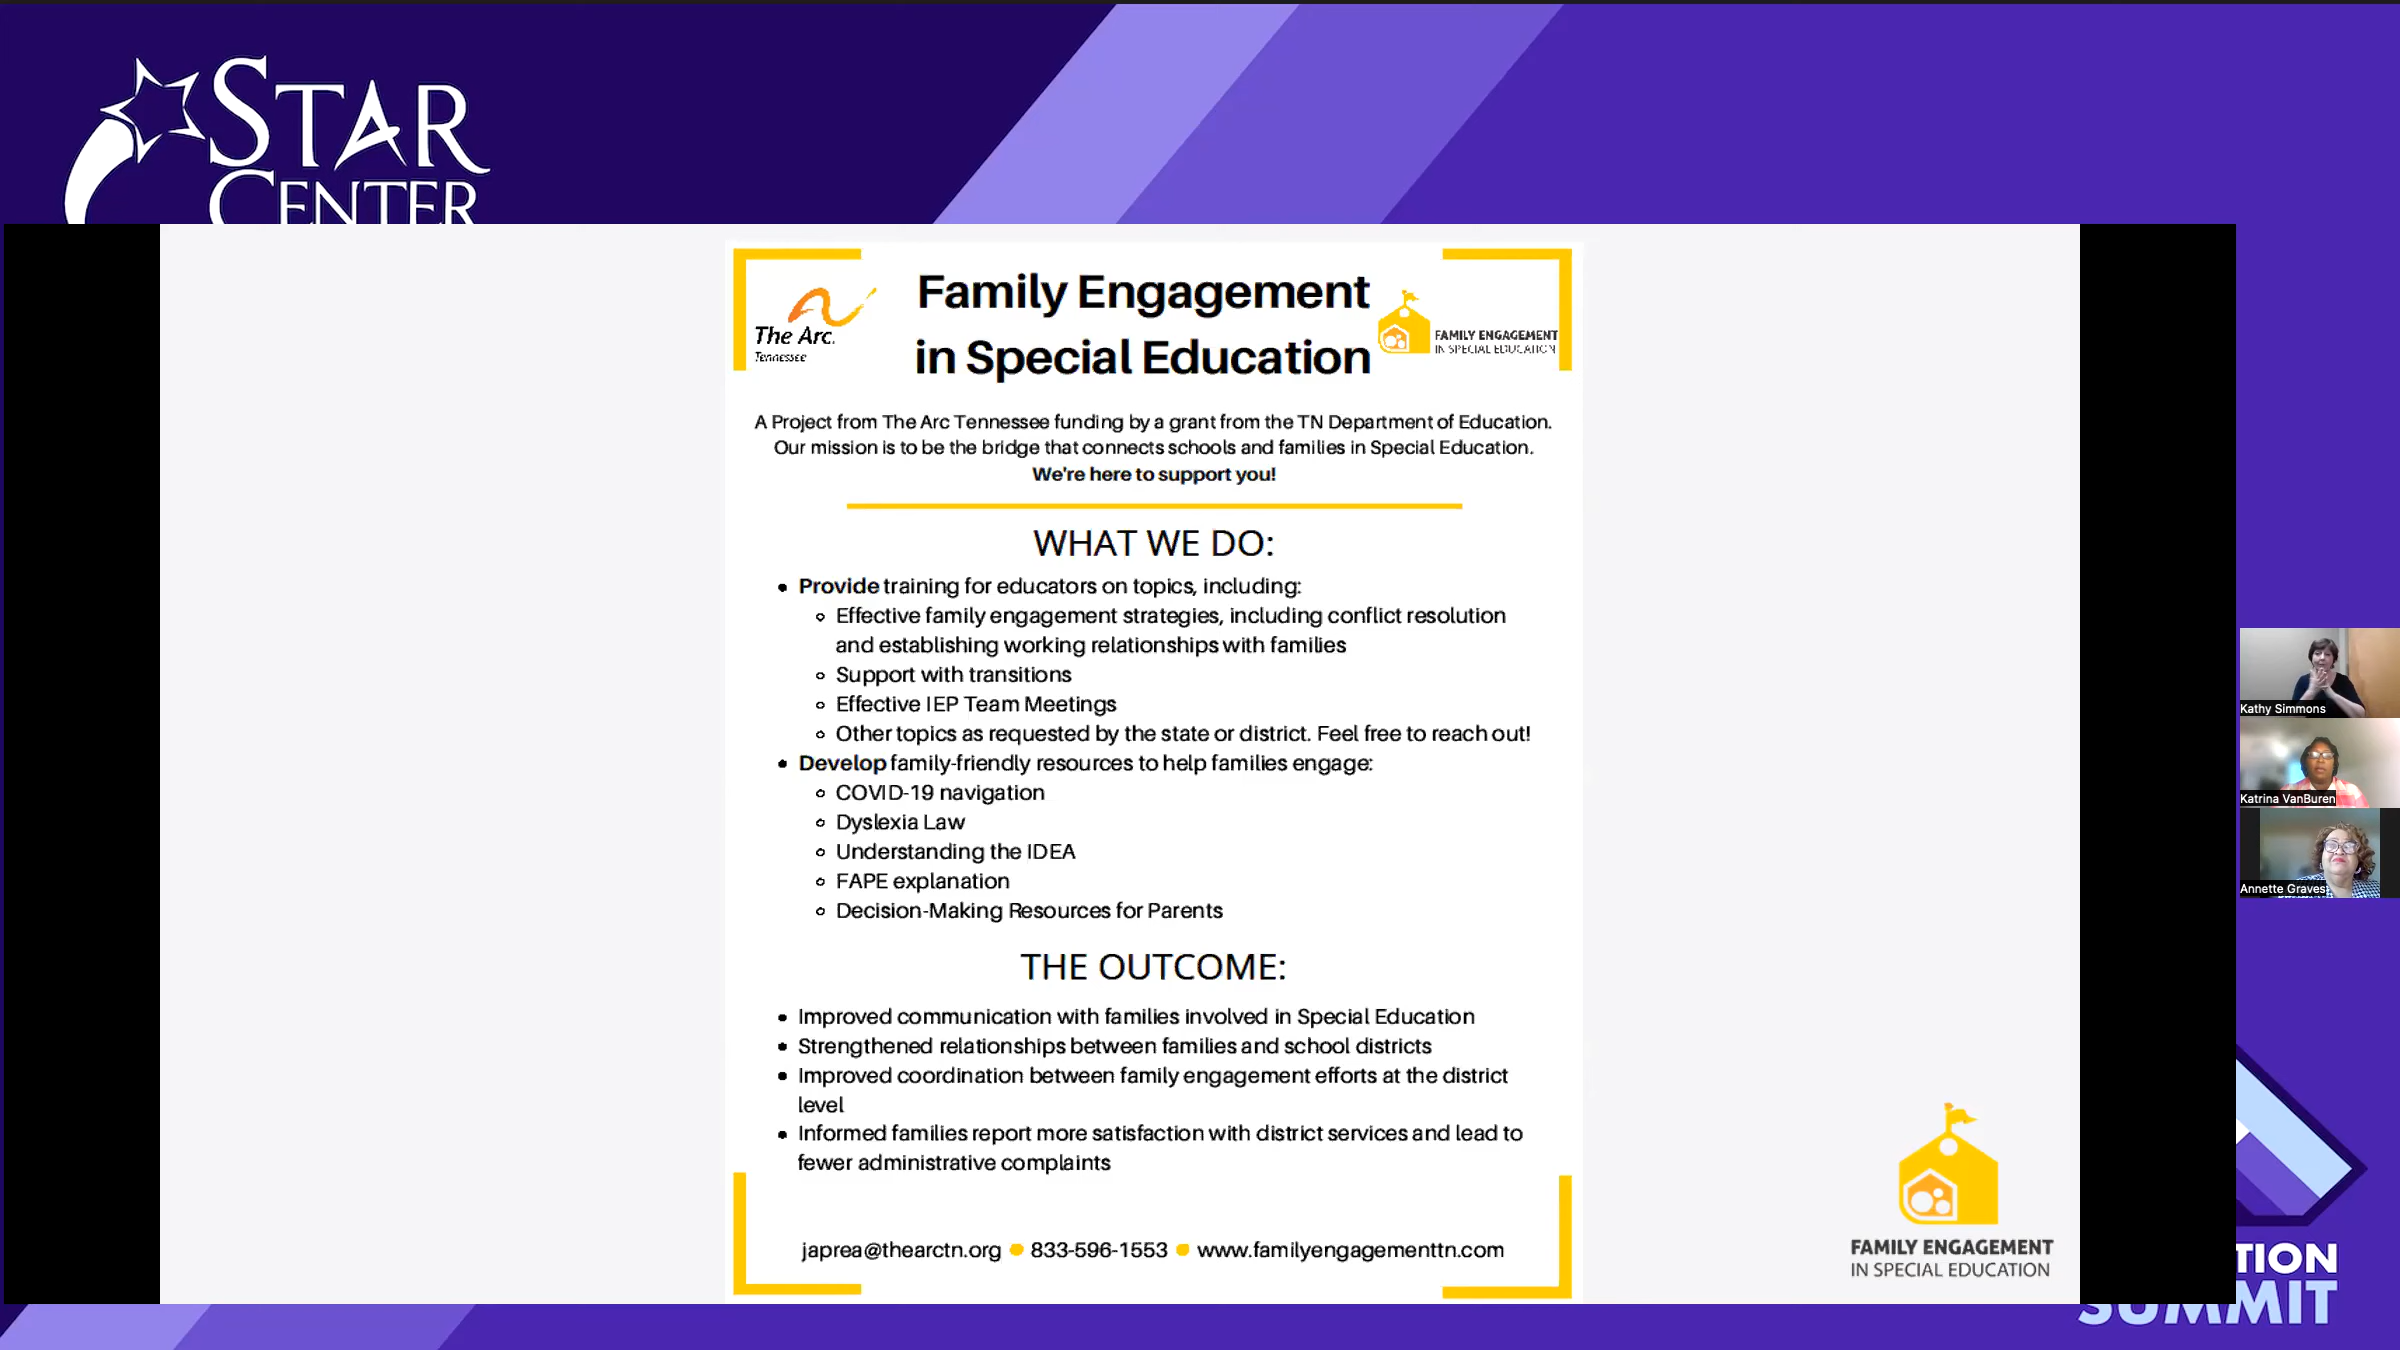 STAR
CENTER
The Arc.
Tennessee
Family Engagement
in Special Education
FAMILY ENGAGEMENT
IN SPECIAL EDUCATION
A Project from The Arc Tennessee funding by a grant from the TN Department of Education.
Our mission is to be the bridge that connects schools and families in Special Education.
We're here to support you!
WHAT WE DO:
• Provide training for educators on topics, including:
Effective family engagement strategies, including conflict resolution
and establishing working relationships with families
Support with transitions
Effective IEP Team Meetings
Other topics as requested by the state or district. Feel free to reach out!
• Develop family-friendly resources to help families engage:
COVID-19 navigation
Dyslexia Law
Understanding the IDEA
FAPE explanation
Decision-Making Resources for Parents
THE OUTCOME:
• Improved communication with families involved in Special Education
• Strengthened relationships between families and school districts
• Improved coordination between family engagement efforts at the district
level
• Informed families report more satisfaction with district services and lead to
fewer administrative complaints
japrea@thearctn.org • 833-596-1553 • www.familyengagementtn.com
FAMILY ENGAGEMENT
IN SPECIAL EDUCATION
Kathy Simmons
Katrina VanBuren
Annette Graves
TION
SUMMIT